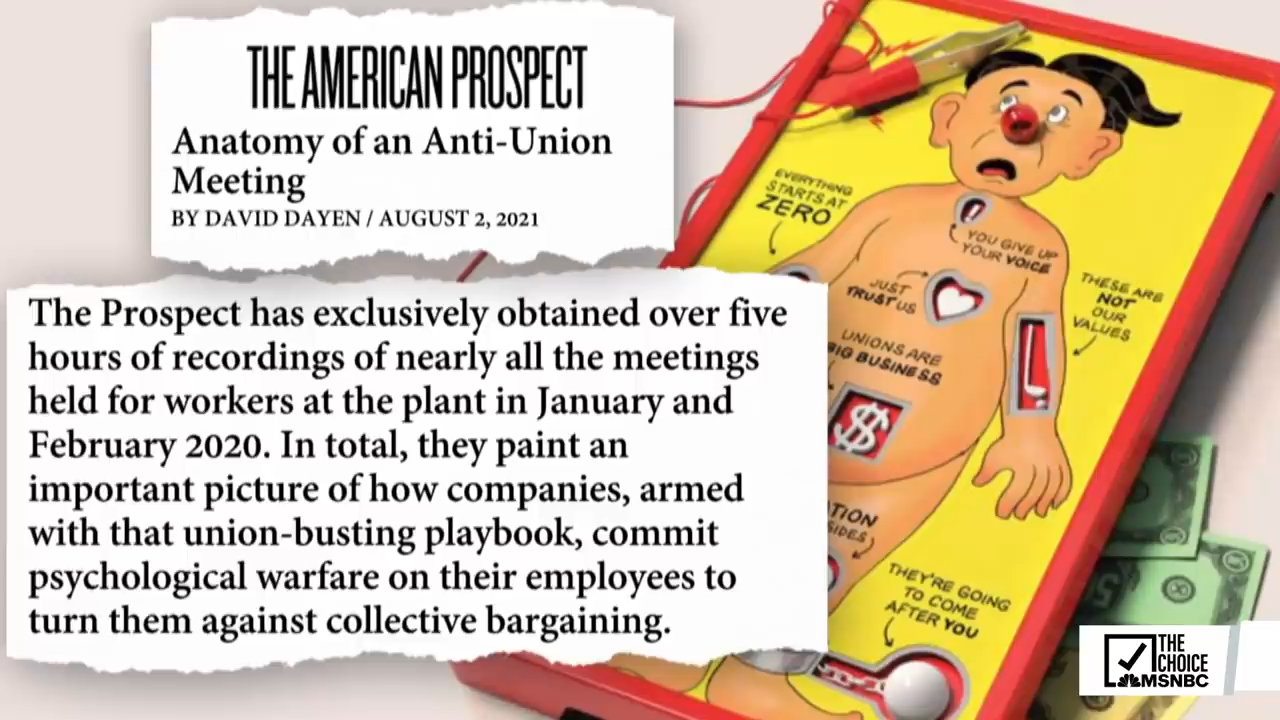 THE AMERICAN PROSPECT
Anatomy of an Anti-Union
Meeting
BY DAVID DAYEN / AUGUST 2, 2021
The Prospect has exclusively obtained over five
hours of recordings of nearly all the meetings
held for workers at the plant in January and
February 2020. In total, they paint an
important picture of how companies, armed
with that union-busting playbook, commit
psychological warfare on their employees to
turn them against collective bargaining.
EVERYTHING
STARTS AT
ZERO
YOU GIVE UP
YOUR VOICE
JUST
TRUST US
THESE ARE
NOT
OUR
VALUES
UNIONS ARE
BIG BUSINESS
$
THEY'RE GOING
TO COME
AFTER YOU
THE
CHOICE
MSNBC